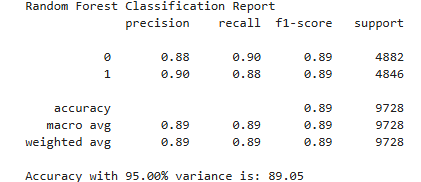 Random Forest Classification Report
precision recall f1-score support
0 0.88 0.90 0.89 4882
1 0.90 0.88 0.89 4846
accuracy 0.89 9728
macro avg 0.89 0.89 0.89 9728
weighted avg 0.89 0.89 0.89 9728
Accuracy with 95.00% variance is: 89.05